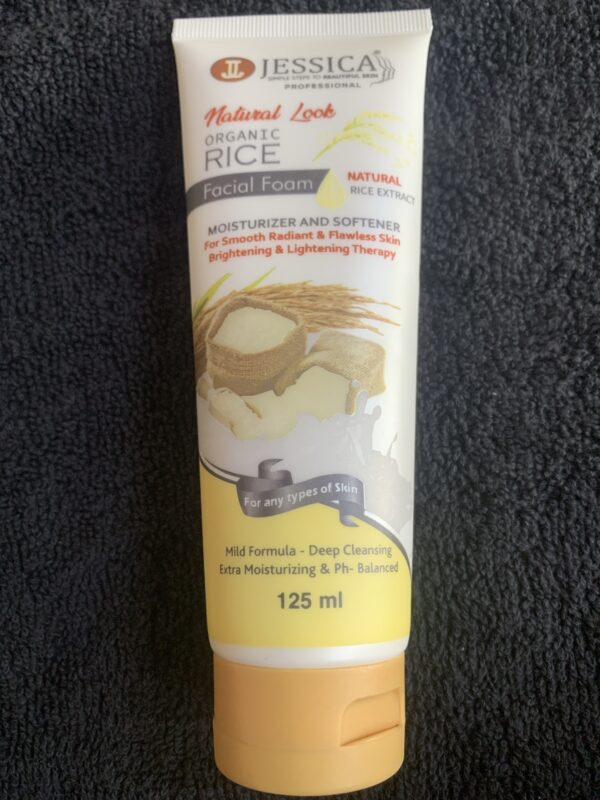 JESSICA®
SIMPLE STEPS TO BEAUTIFUL SKIN
PROFESSIONAL
Natural Look
ORGANIC
RICE
Facial Foam
NATURAL
RICE EXTRACT
MOISTURIZER AND SOFTENER
For Smooth Radiant & Flawless Skin
Brightening & Lightening Therapy
For any types of Skin
Mild Formula - Deep Cleansing
Extra Moisturizing & Ph- Balanced
125 ml